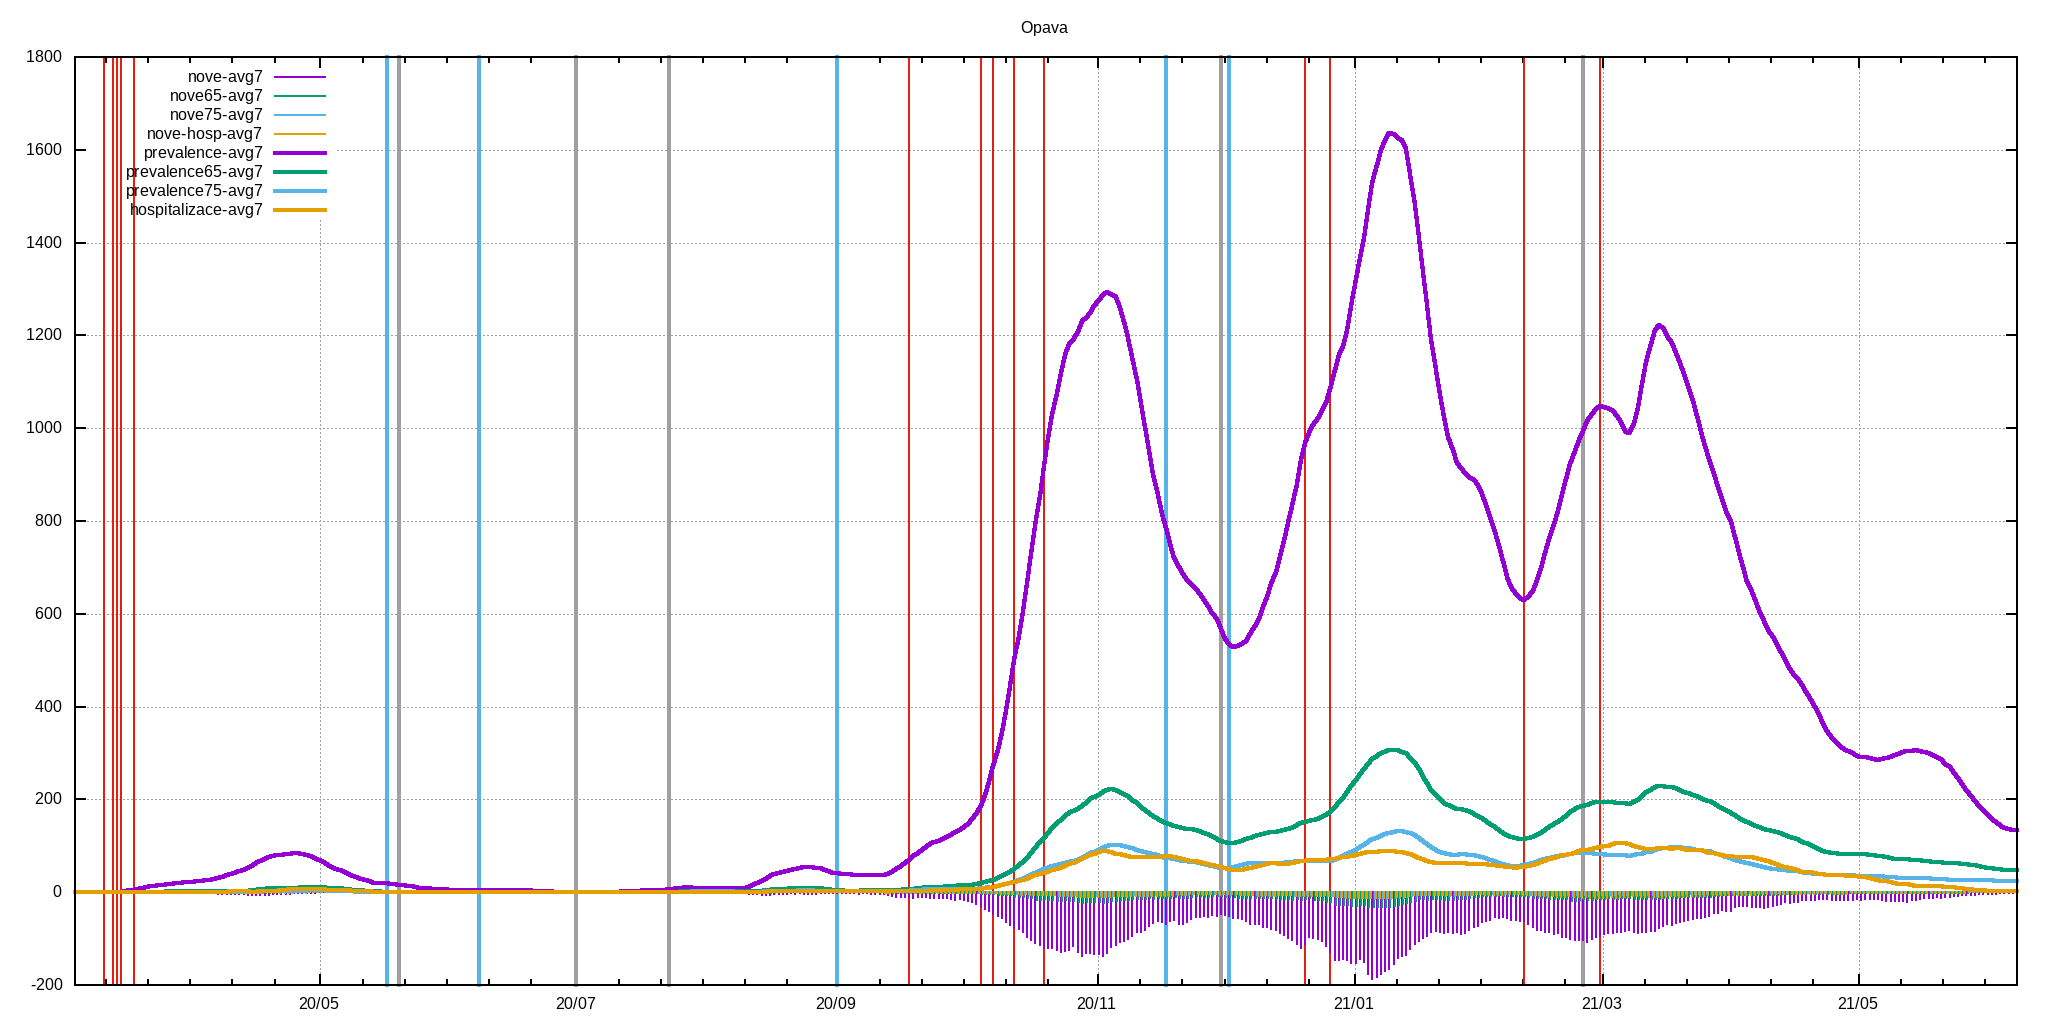 Opava
1800
1600
1400
1200
1000
800
600
400
200
0
-200
nove-avg7
nove65-avg7
nove75-avg7
nove-hosp-avg7
prevalence-avg7
prevalence65-avg7
prevalence75-avg7
hospitalizace-avg7
20/05 20/07 20/09 20/11 21/01 21/03 21/05